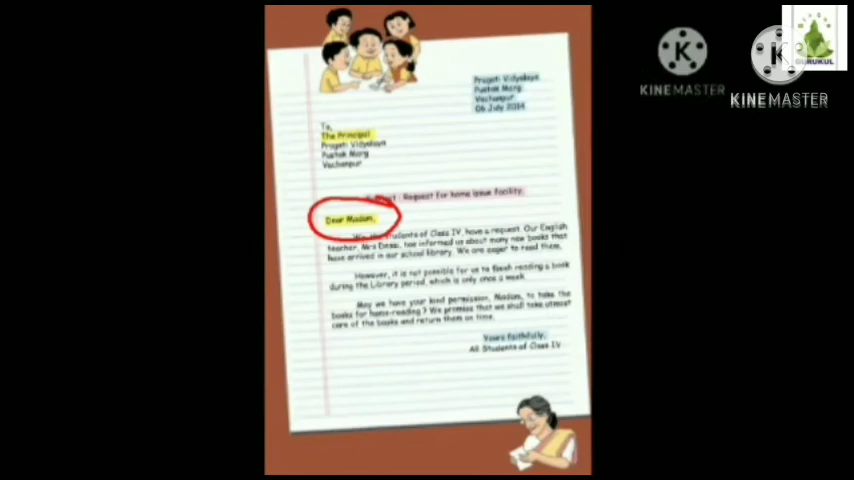 Pragati Vidyalaya
Pustak Marg
Vachanpur
06 July 2014
To,
The Principal
Pragati Vidyalaya
Pustak Marg
Vachanpur
: Request for home issue facility.
Dear Madam,
We, the students of Class IV, have a request. Our English
teacher, Mrs Desai, has informed us about many new books that
have arrived in our school library. We are eager to read them.
However, it is not possible for us to finish reading a book
during the Library period, which is only once a week.
May we have your kind permission, Madam, to take the
books for home-reading? We promise that we shall take utmost
care of the books and return them on time.
Yours faithfully,
All Students of Class IV
KINEMASTER
KINEMASTER
GURUKUL